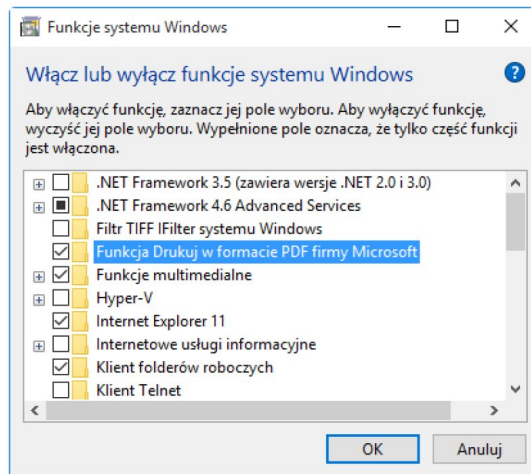 Funkcje systemu Windows
Włącz lub wyłącz funkcje systemu Windows
Aby włączyć funkcję, zaznacz jej pole wyboru. Aby wyłączyć funkcję,
wyczyść jej pole wyboru. Wypełnione pole oznacza, że tylko część funkcji
jest włączona.
.NET Framework 3.5 (zawiera wersje .NET 2.0 i 3.0)
.NET Framework 4.6 Advanced Services
Filtr TIFF IFilter systemu Windows
Funkcja Drukuj w formacie PDF firmy Microsoft
Funkcje multimedialne
Hyper-V
Internet Explorer 11
Internetowe usługi informacyjne
Klient folderów roboczych
Klient Telnet
OK Anuluj